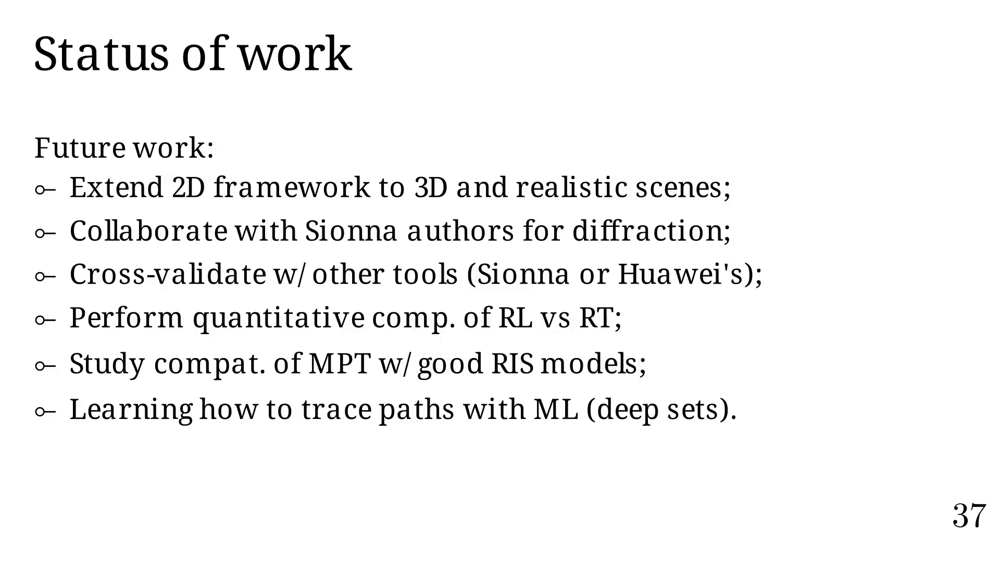 Status of work
Future work:
Extend 2D framework to 3D and realistic scenes;
Collaborate with Sionna authors for diffraction;
Cross-validate w/ other tools (Sionna or Huawei's);
Perform quantitative comp. of RL vs RT;
Study compat. of MPT w/ good RIS models;
Learning how to trace paths with ML (deep sets).
37